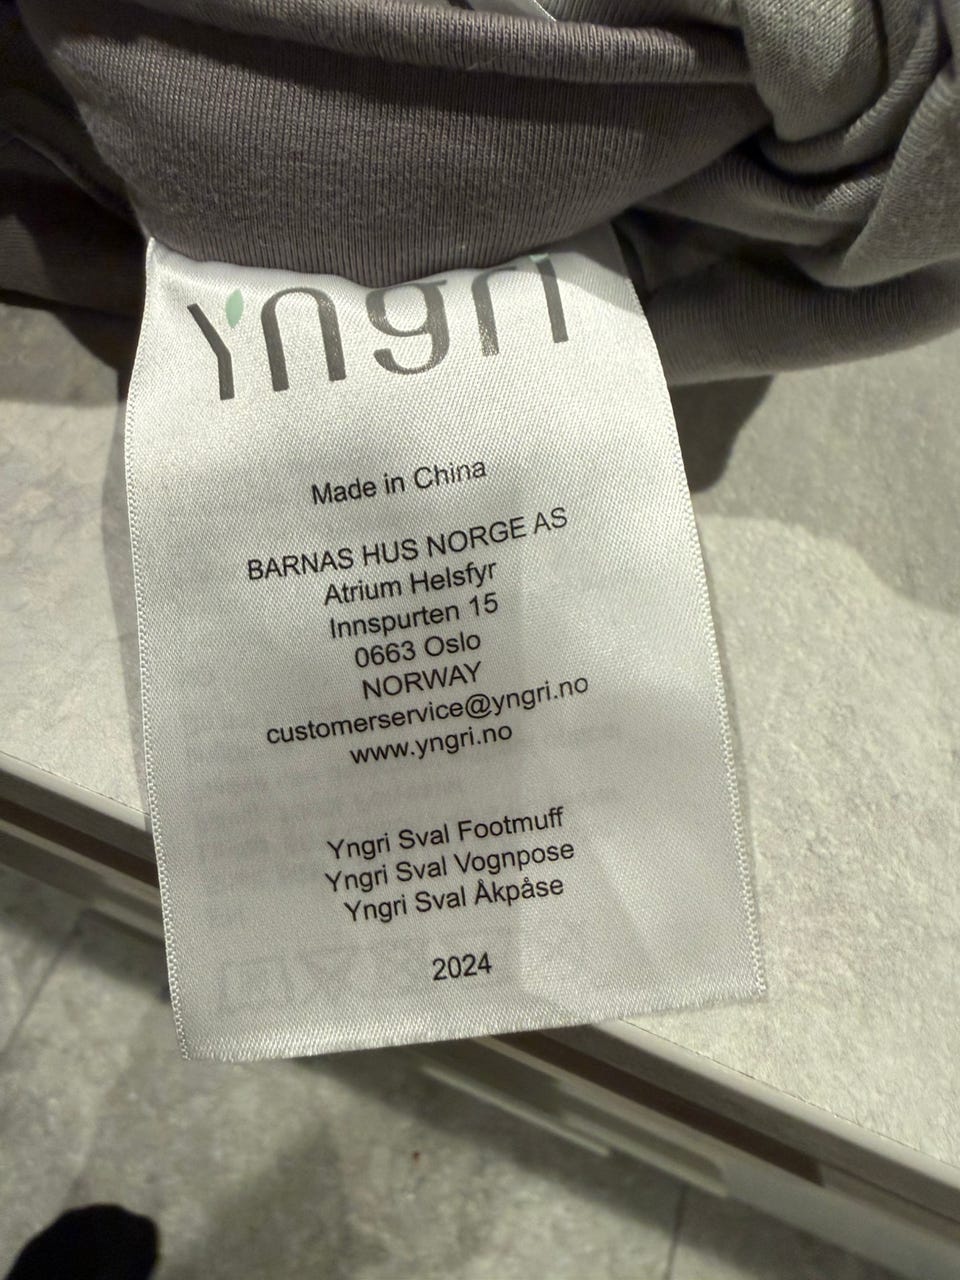 yngri
Made in China
BARNAS HUS NORGE AS
Atrium Helsfyr
Innspurten 15
0663 Oslo
NORWAY
customerservice@yngri.no
www.yngri.no
Yngri Sval Footmuff
Yngri Sval Vognpose
Yngri Sval Åkpåse
2024